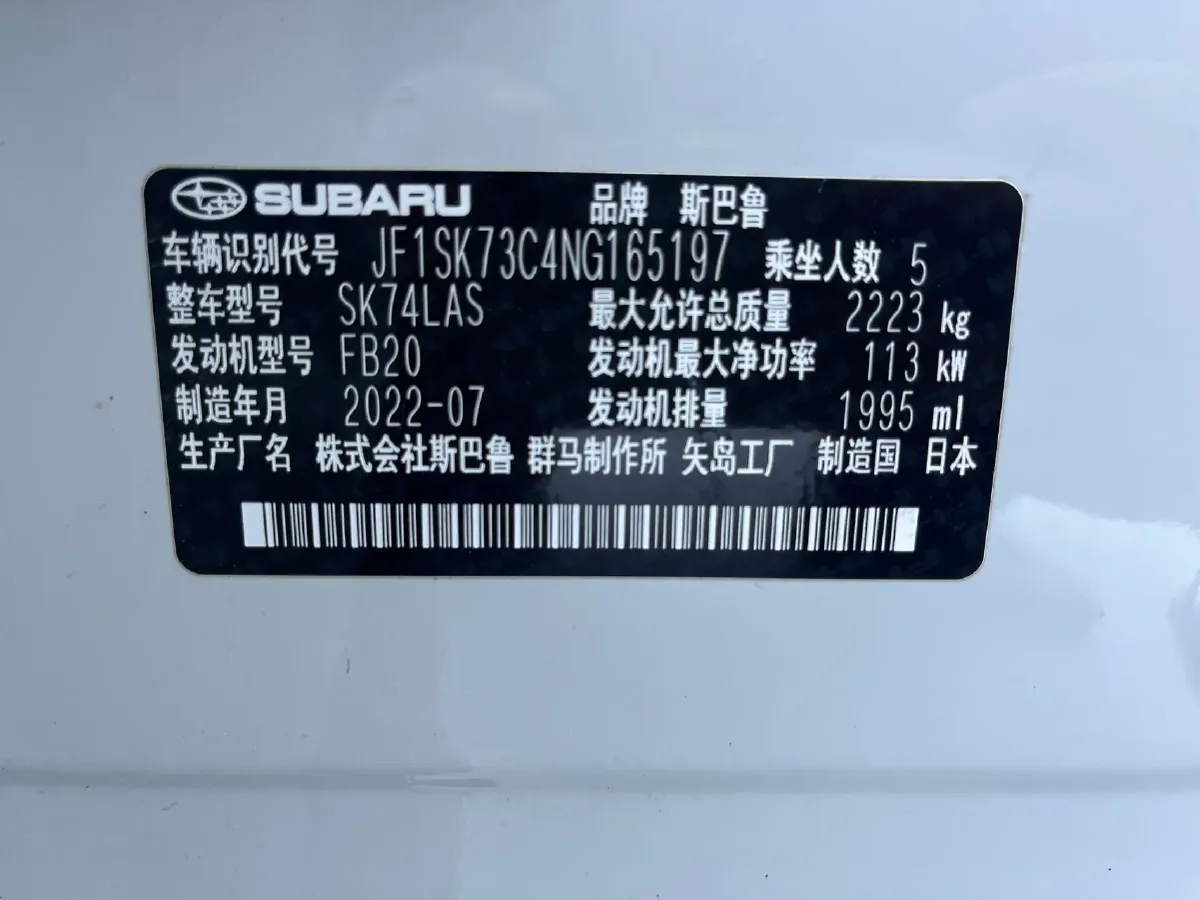 SUBARU 品牌 斯巴鲁
车辆识别代号 JF1SK73C4NG165197 乘坐人数 5
整车型号 SK74LAS 最大允许总质量 2223 kg
发动机型号 FB20 发动机最大净功率 113 kW
制造年月 2022-07 发动机排量 1995 ml
生产厂名 株式会社斯巴鲁 群马制作所 矢岛工厂 制造国 日本